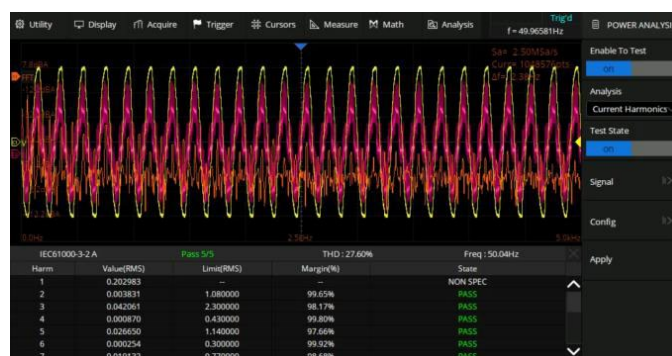 Utility Display Acquire Trigger Cursors Measure Math Analysis Trig'd
f = 49.96581Hz
POWER ANALYSI
Enable To Test
on
Analysis
Current Harmonics
Test State
on
Signal
Config
Apply
Sa= 2.50MSa/s
FFT
0.0Hz 5.0kHz
IEC61000-3-2 A Pass 5/5 THD : 27.60% Freq : 50.04Hz
Harm Value(RMS) Limit(RMS) Margin(%) State
1 0.202983 -- -- NON SPEC
2 0.003831 1.080000 99.65% PASS
3 0.042061 2.300000 98.17% PASS
4 0.000870 0.430000 99.80% PASS
5 0.026650 1.140000 97.66% PASS
6 0.000254 0.300000 99.92% PASS